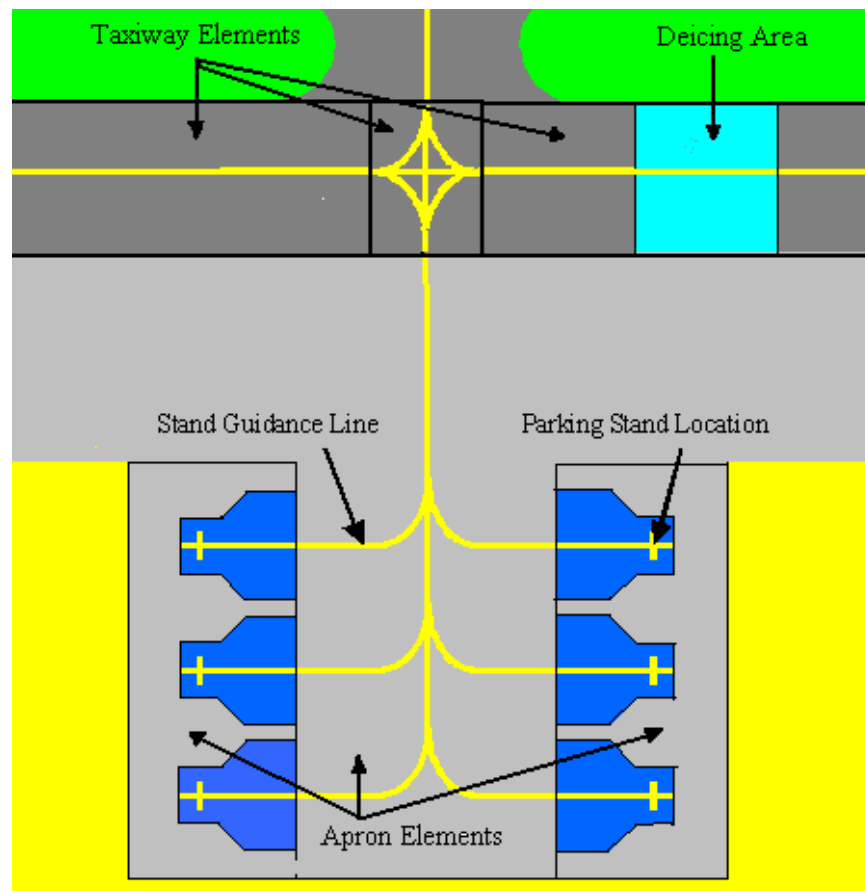 Taxiway Elements
Deicing Area
Stand Guidance Line
Parking Stand Location
Apron Elements